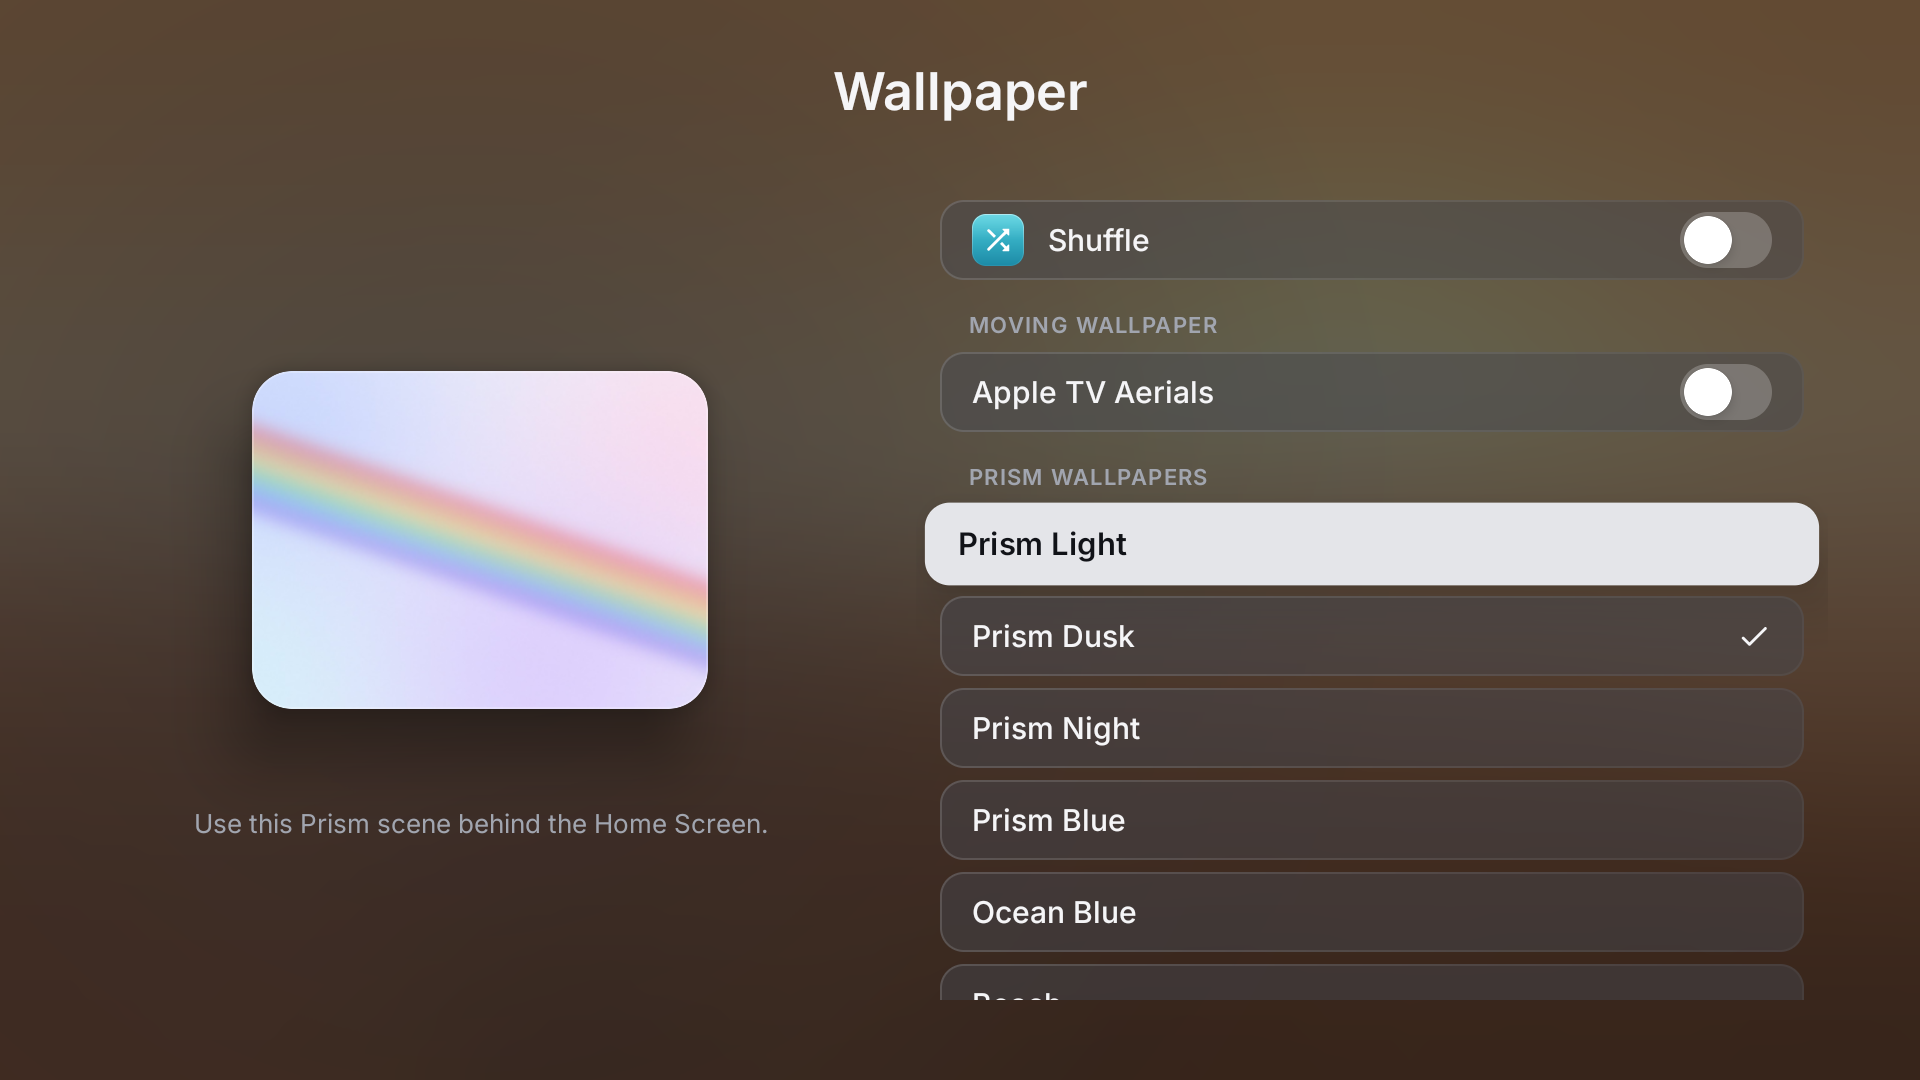 Wallpaper
Shuffle
MOVING WALLPAPER
Apple TV Aerials
PRISM WALLPAPERS
Prism Light
Prism Dusk
Prism Night
Prism Blue
Ocean Blue
Use this Prism scene behind the Home Screen.